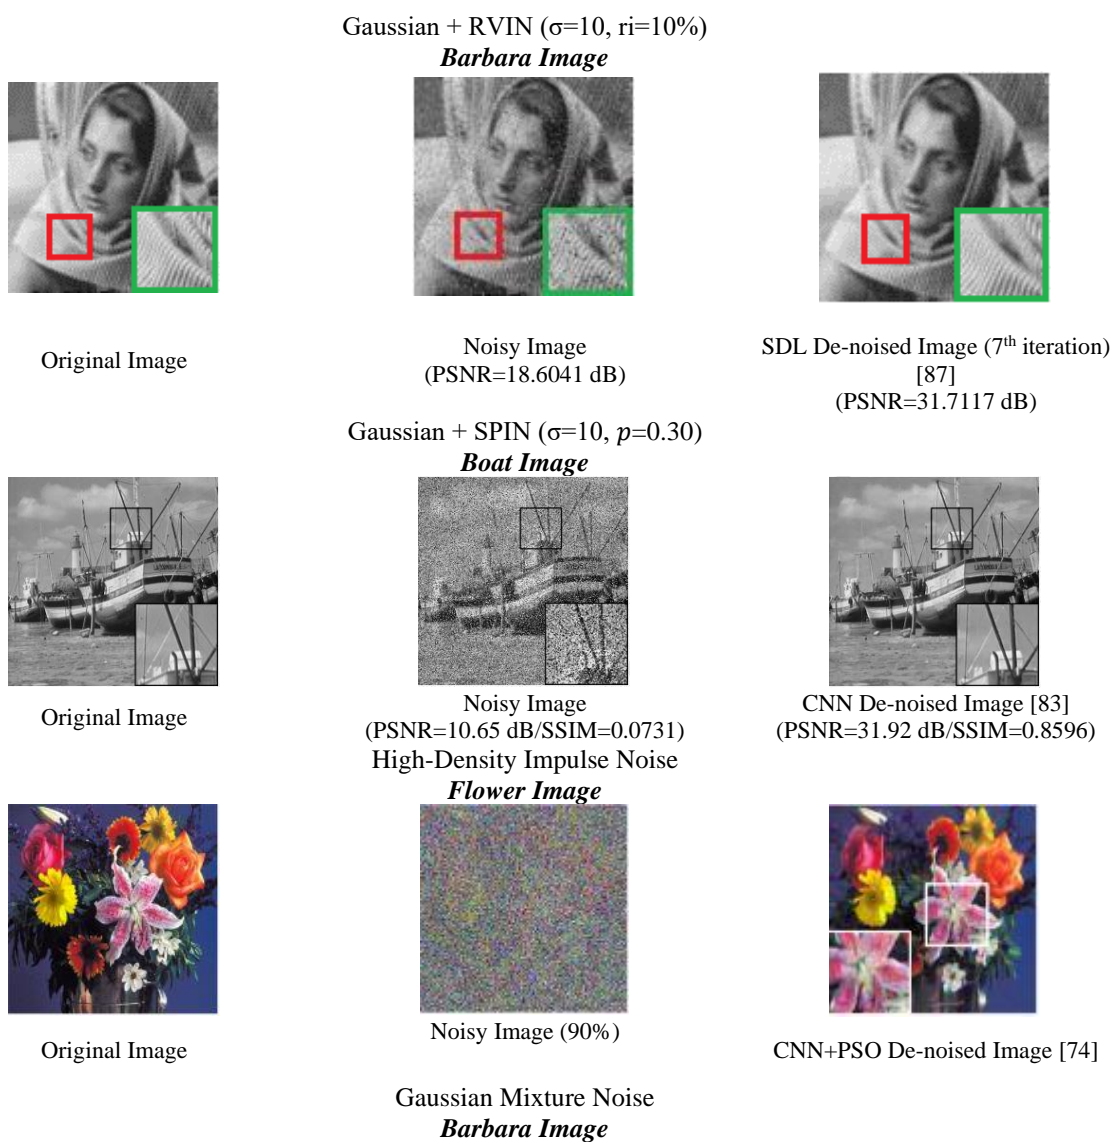 Gaussian + RVIN (σ=10, ri=10%)
Barbara Image
Original Image
Noisy Image
(PSNR=18.6041 dB)
SDL De-noised Image (7th iteration)
[87]
(PSNR=31.7117 dB)
Gaussian + SPIN (σ=10, p=0.30)
Boat Image
Original Image
Noisy Image
(PSNR=10.65 dB/SSIM=0.0731)
CNN De-noised Image [83]
(PSNR=31.92 dB/SSIM=0.8596)
High-Density Impulse Noise
Flower Image
Original Image
Noisy Image (90%)
CNN+PSO De-noised Image [74]
Gaussian Mixture Noise
Barbara Image